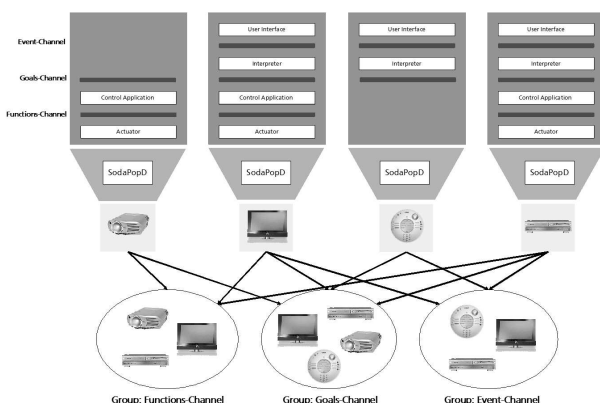 User Interface User Interface User Interface
Event-Channel
Interpreter Interpreter Interpreter
Goals-Channel
Control Application Control Application Control Application
Functions-Channel
Actuator Actuator Actuator
SodaPopD SodaPopD SodaPopD SodaPopD
Group: Functions-Channel Group: Goals-Channel Group: Event-Channel